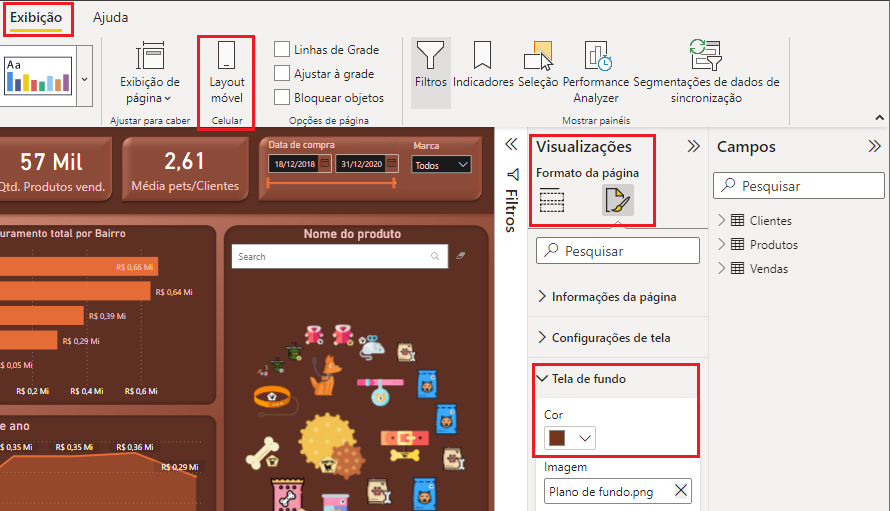 Exibição
Ajuda
Aa
Exibição de
página
Ajustar para caber
Layout
móvel
Celular
Linhas de Grade
Ajustar à grade
Bloquear objetos
Opções de página
Filtros
Indicadores
Seleção
Performance
Analyzer
Segmentações de dados de
sincronização
Mostrar painéis
57 Mil
Qtd. Produtos vend.
2,61
Média pets/Clientes
Data de compra
18/12/2018
31/12/2020
Marca
Todos
uramento total por Bairro
R$ 0,66 Mi
R$ 0,64 Mi
R$ 0,39 Mi
R$ 0,29 Mi
$ 0,05 Mi
R$ 0,2 Mi
R$ 0,4 Mi
R$ 0,6 Mi
e ano
0,35 Mi
R$ 0,35 Mi
R$ 0,36 Mi
R$ 0,29 Mi
Nome do produto
Search
Filtros
Visualizações
Formato da página
Pesquisar
Informações da página
Configurações de tela
Tela de fundo
Cor
Imagem
Plano de fundo.png
Campos
Pesquisar
Clientes
Produtos
Vendas